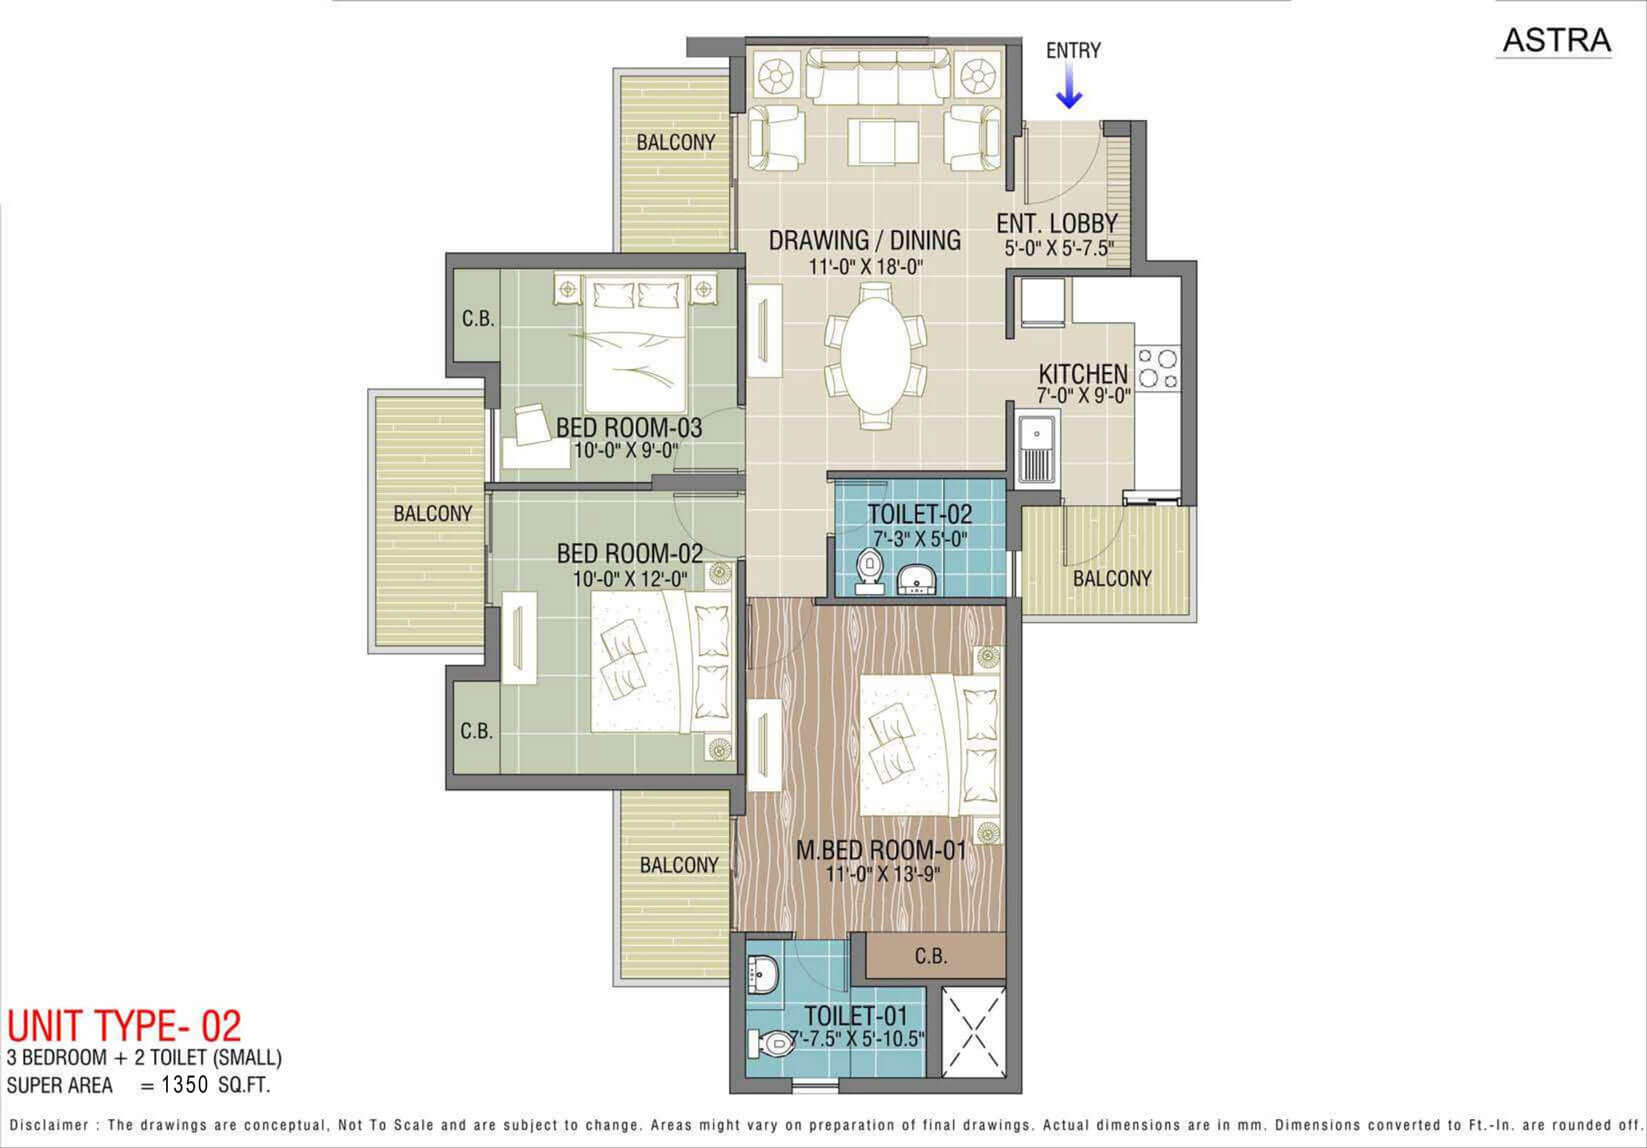 ASTRA
ENTRY
BALCONY
ENT. LOBBY
5'-0" X 5'-7.5"
DRAWING / DINING
11'-0" X 18'-0"
C.B.
KITCHEN
7'-0" X 9'-0"
BED ROOM-03
10'-0" X 9'-0"
BALCONY
TOILET-02
7'-3" X 5'-0"
BED ROOM-02
10'-0" X 12'-0"
BALCONY
C.B.
M.BED ROOM-01
11'-0" X 13'-9"
BALCONY
C.B.
TOILET-01
7'-7.5" X 5'-10.5"
UNIT TYPE- 02
3 BEDROOM + 2 TOILET (SMALL)
SUPER AREA = 1350 SQ.FT.
Disclaimer : The drawings are conceptual, Not To Scale and are subject to change. Areas might vary on preparation of final drawings. Actual dimensions are in mm. Dimensions converted to Ft.-In. are rounded off.